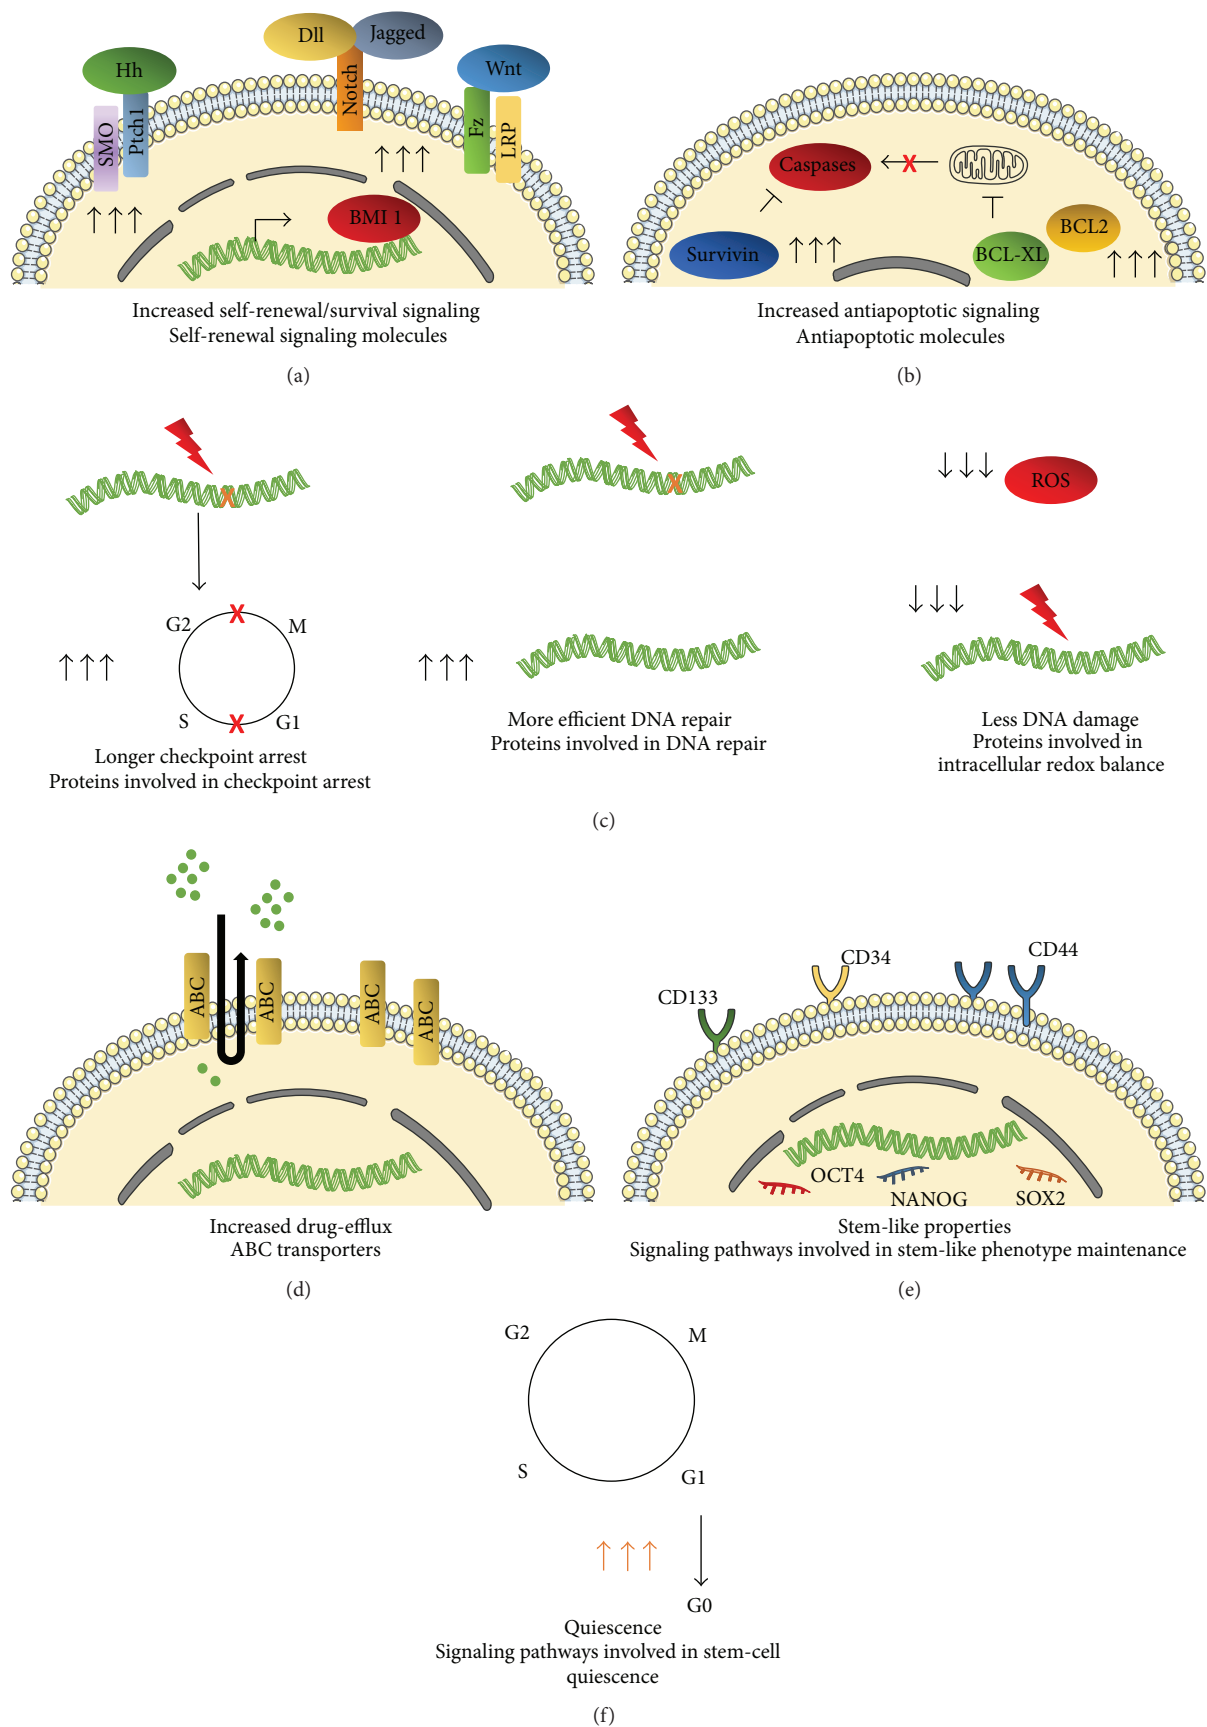 Dll
Jagged
Hh
Wnt
Notch
SMO
Ptch1
Fz
LRP
BMI 1
Increased self-renewal/survival signaling
Self-renewal signaling molecules
(a)
Caspases
X
BCL2
Survivin
BCL-XL
Increased antiapoptotic signaling
Antiapoptotic molecules
(b)
X
X
G2
M
S
X
G1
Longer checkpoint arrest
Proteins involved in checkpoint arrest
X
More efficient DNA repair
Proteins involved in DNA repair
ROS
Less DNA damage
Proteins involved in
intracellular redox balance
(c)
ABC
ABC
ABC
ABC
Increased drug-efflux
ABC transporters
(d)
CD34
CD44
CD133
OCT4
NANOG
SOX2
Stem-like properties
Signaling pathways involved in stem-like phenotype maintenance
(e)
G2
M
S
G1
G0
Quiescence
Signaling pathways involved in stem-cell
quiescence
(f)